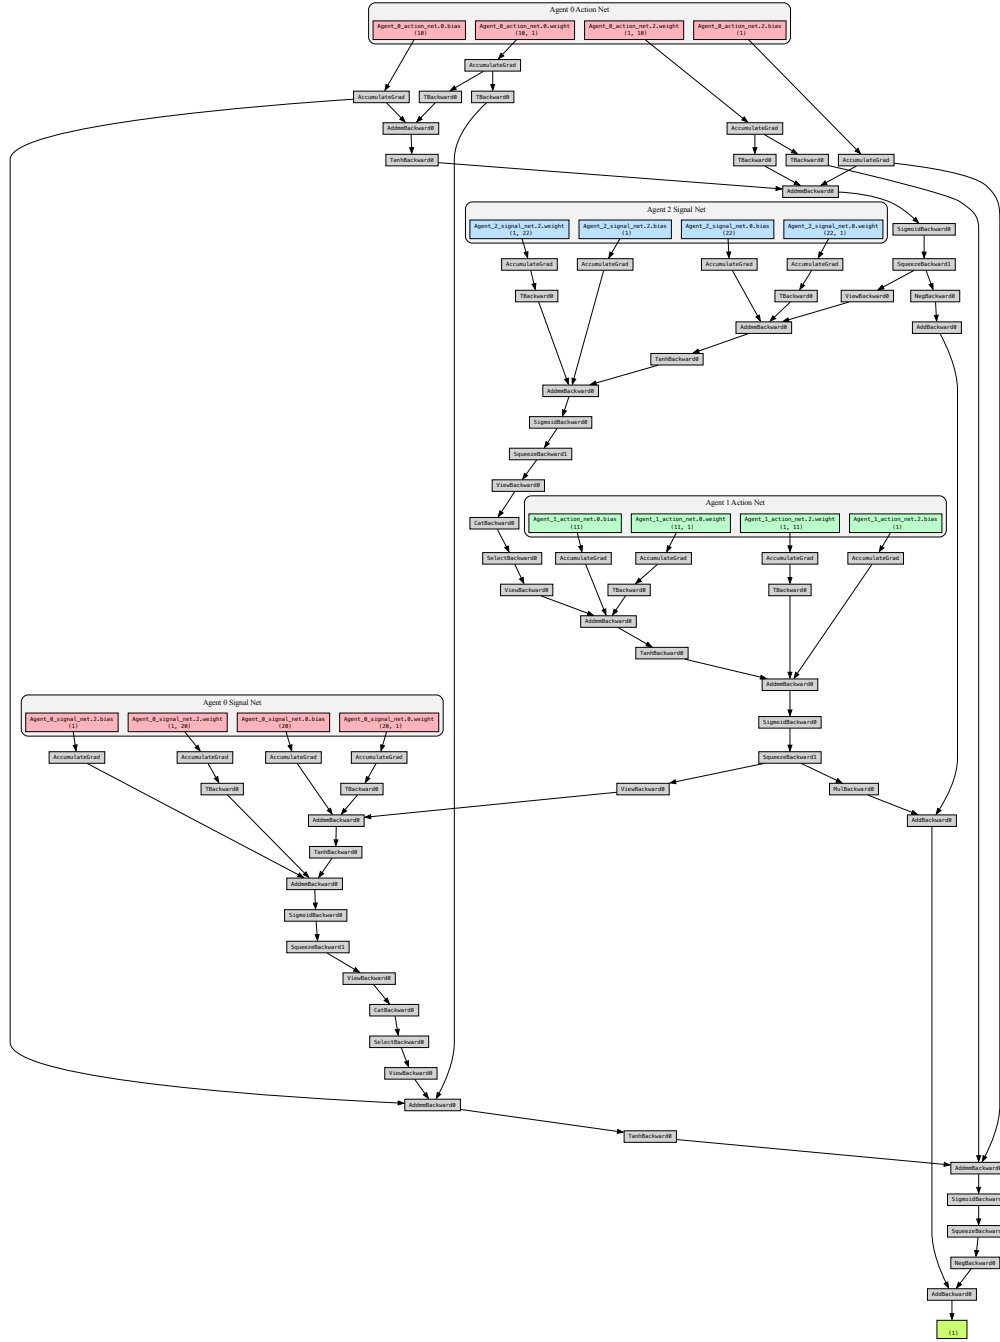 Agent 0 Action Net
Agent_0_action_net.0.bias
(10)
Agent_0_action_net.0.weight
(10, 1)
Agent_0_action_net.2.weight
(1, 10)
Agent_0_action_net.2.bias
(1)
AccumulateGrad
AccumulateGrad
TBackward0
TBackward0
AddmmBackward0
AccumulateGrad
TanhBackward0
TBackward0
TBackward0
AccumulateGrad
AddmmBackward0
Agent 2 Signal Net
Agent_2_signal_net.2.weight
(1, 22)
Agent_2_signal_net.2.bias
(1)
Agent_2_signal_net.0.bias
(22)
Agent_2_signal_net.0.weight
(22, 1)
SigmoidBackward0
AccumulateGrad
AccumulateGrad
AccumulateGrad
AccumulateGrad
SqueezeBackward1
TBackward0
TBackward0
ViewBackward0
NegBackward0
AddmmBackward0
AddBackward0
TanhBackward0
AddmmBackward0
SigmoidBackward0
SqueezeBackward1
ViewBackward0
Agent 1 Action Net
Agent_1_action_net.0.bias
(11)
Agent_1_action_net.0.weight
(11, 1)
Agent_1_action_net.2.weight
(1, 11)
Agent_1_action_net.2.bias
(1)
CatBackward0
SelectBackward0
AccumulateGrad
AccumulateGrad
AccumulateGrad
AccumulateGrad
ViewBackward0
TBackward0
TBackward0
AddmmBackward0
TanhBackward0
AddmmBackward0
Agent 0 Signal Net
Agent_0_signal_net.2.bias
(1)
Agent_0_signal_net.2.weight
(1, 20)
Agent_0_signal_net.0.bias
(20)
Agent_0_signal_net.0.weight
(20, 1)
SigmoidBackward0
AccumulateGrad
AccumulateGrad
AccumulateGrad
AccumulateGrad
SqueezeBackward1
TBackward0
TBackward0
ViewBackward0
MulBackward0
AddmmBackward0
AddBackward0
TanhBackward0
AddmmBackward0
SigmoidBackward0
SqueezeBackward1
ViewBackward0
CatBackward0
SelectBackward0
ViewBackward0
AddmmBackward0
TanhBackward0
AddmmBackward
SigmoidBackwar
SqueezeBackwar
NegBackward0
AddBackward0
(1)